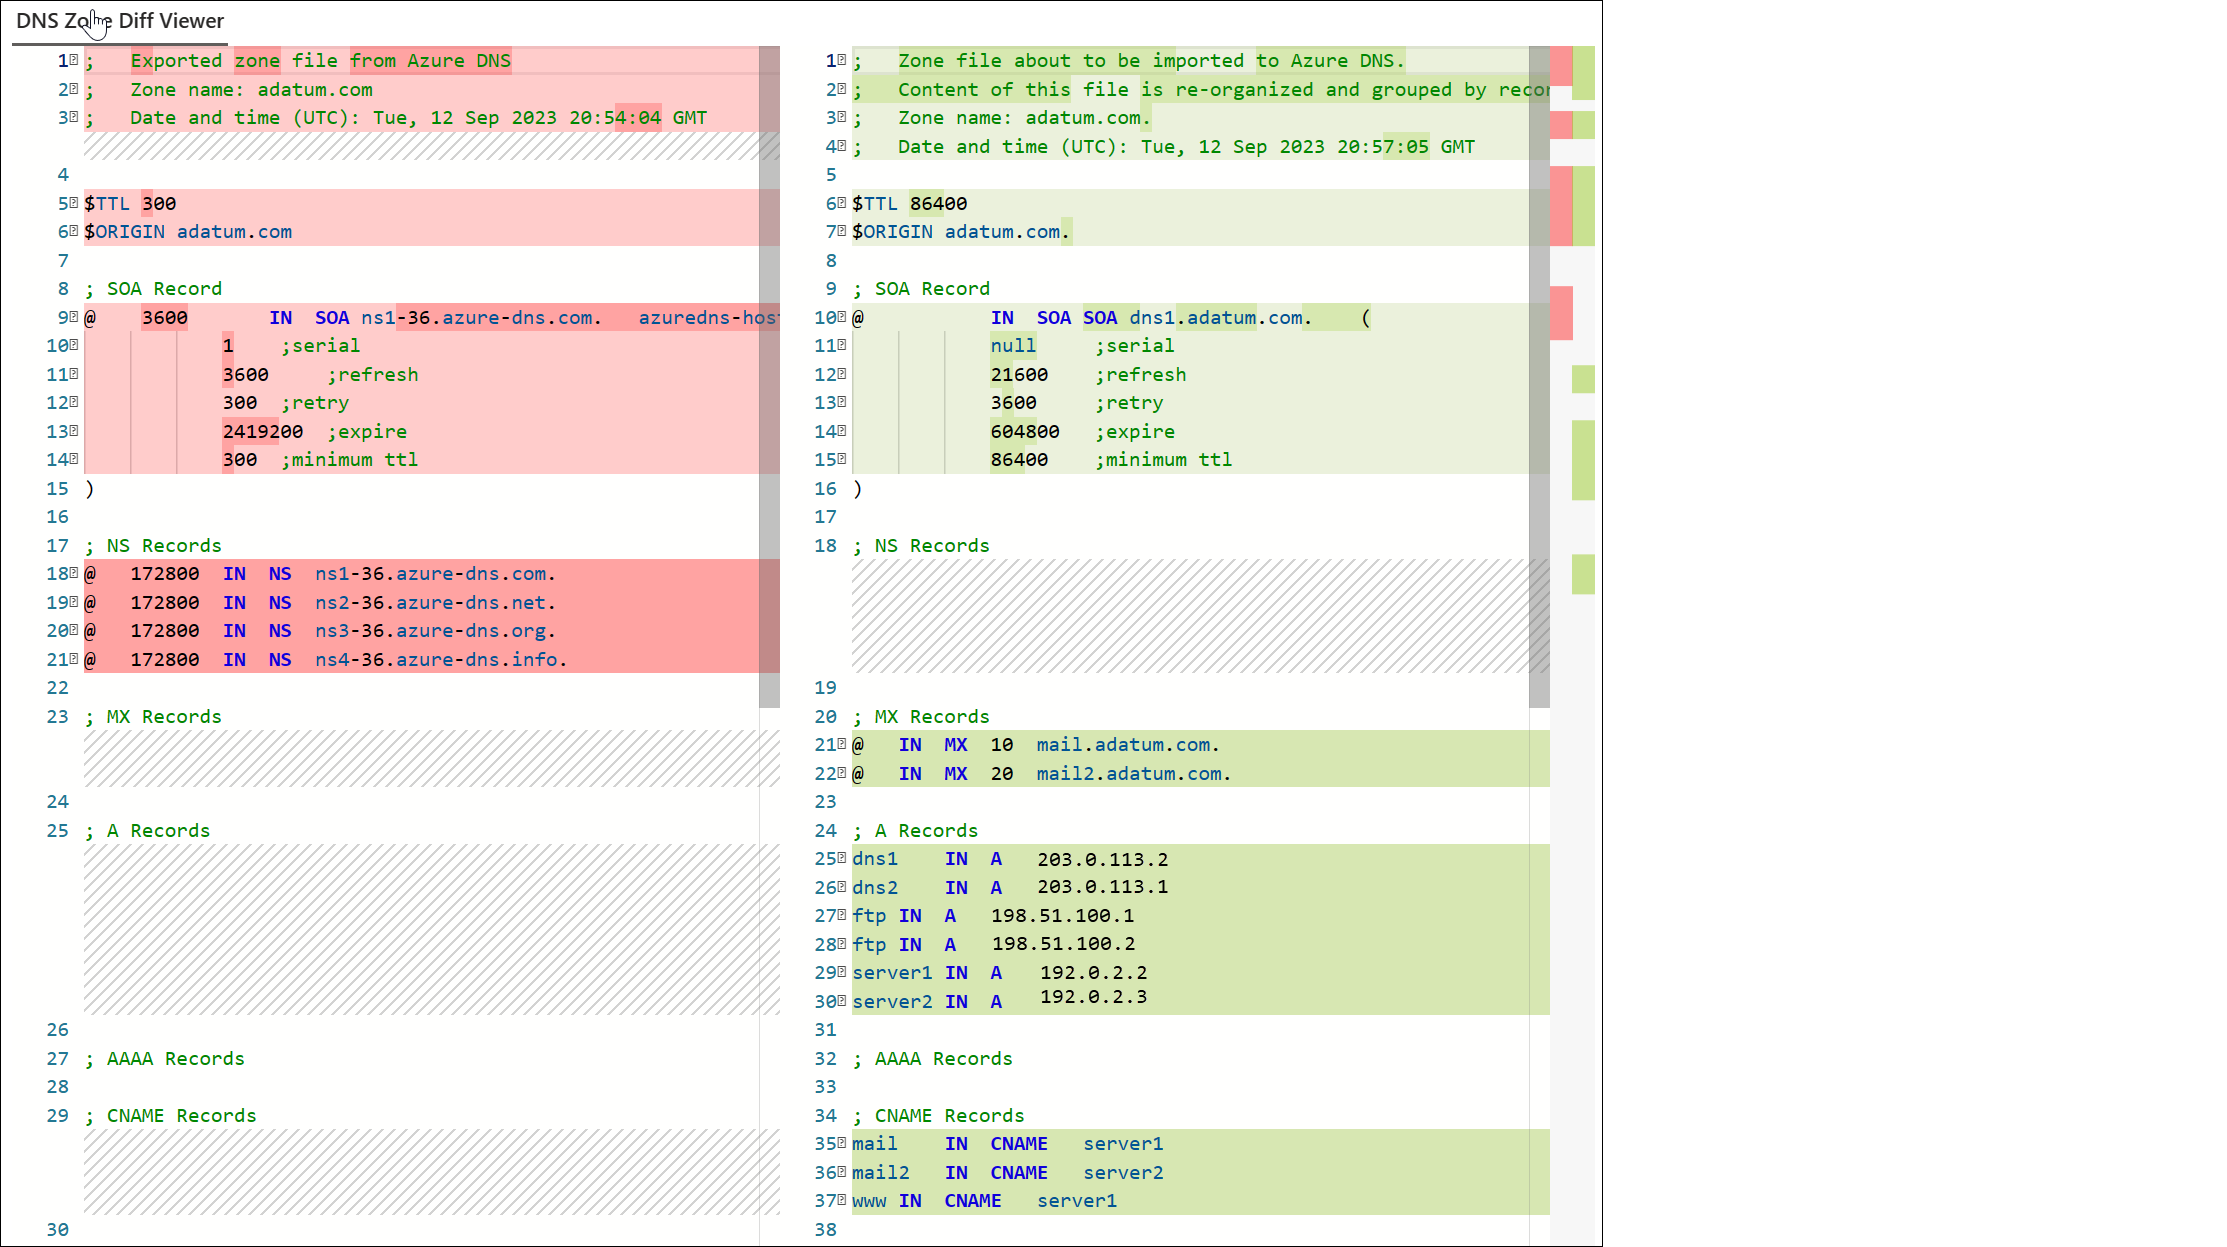 DNS Zone Diff Viewer
1 ;   Exported zone file from Azure DNS
2 ;   Zone name: adatum.com
3 ;   Date and time (UTC): Tue, 12 Sep 2023 20:54:04 GMT
4
5 $TTL 300
6 $ORIGIN adatum.com
7
8 ; SOA Record
9 @    3600       IN  SOA ns1-36.azure-dns.com.   azuredns-host
10 1    ;serial
11 3600     ;refresh
12 300  ;retry
13 2419200  ;expire
14 300  ;minimum ttl
15 )
16
17 ; NS Records
18 @   172800  IN  NS  ns1-36.azure-dns.com.
19 @   172800  IN  NS  ns2-36.azure-dns.net.
20 @   172800  IN  NS  ns3-36.azure-dns.org.
21 @   172800  IN  NS  ns4-36.azure-dns.info.
22
23 ; MX Records
24
25 ; A Records
26
27 ; AAAA Records
28
29 ; CNAME Records
30
1 ;   Zone file about to be imported to Azure DNS.
2 ;   Content of this file is re-organized and grouped by recor
3 ;   Zone name: adatum.com.
4 ;   Date and time (UTC): Tue, 12 Sep 2023 20:57:05 GMT
5
6 $TTL 86400
7 $ORIGIN adatum.com.
8
9 ; SOA Record
10 @           IN  SOA SOA dns1.adatum.com.    (
11 null     ;serial
12 21600    ;refresh
13 3600     ;retry
14 604800   ;expire
15 86400    ;minimum ttl
16 )
17
18 ; NS Records
19
20 ; MX Records
21 @   IN  MX  10  mail.adatum.com.
22 @   IN  MX  20  mail2.adatum.com.
23
24 ; A Records
25 dns1    IN  A   203.0.113.2
26 dns2    IN  A   203.0.113.1
27 ftp IN  A   198.51.100.1
28 ftp IN  A   198.51.100.2
29 server1 IN  A   192.0.2.2
30 server2 IN  A   192.0.2.3
31
32 ; AAAA Records
33
34 ; CNAME Records
35 mail    IN  CNAME   server1
36 mail2   IN  CNAME   server2
37 www IN  CNAME   server1
38